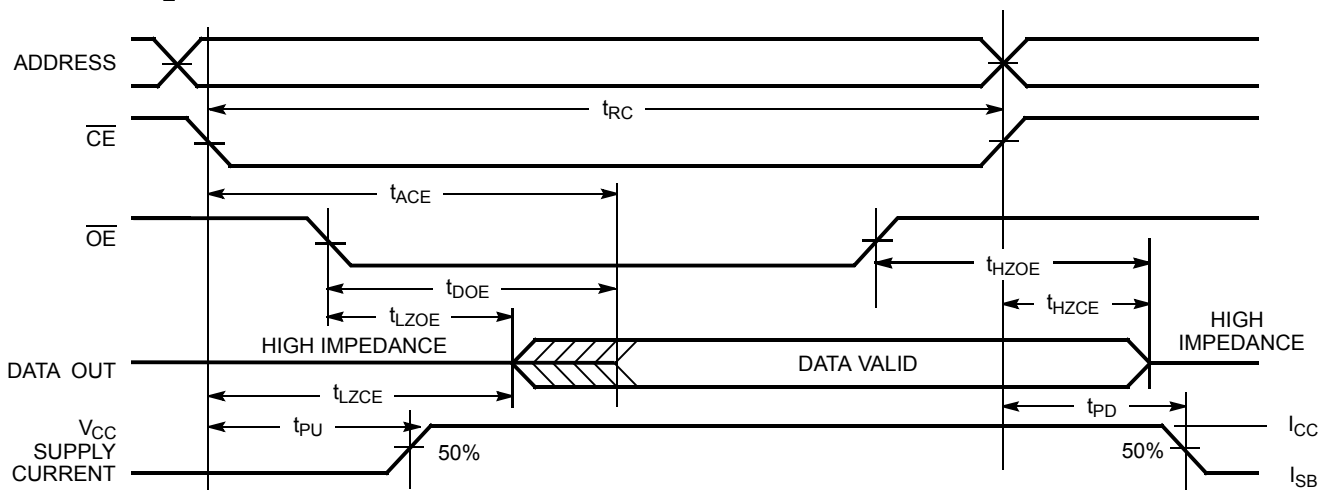 ADDRESS
tRC
CE
tACE
OE
tHZOE
tDOE
tHZCE
tLZOE
HIGH IMPEDANCE
HIGH
IMPEDANCE
DATA OUT
DATA VALID
tLZCE
tPD
VCC
SUPPLY
CURRENT
tPU
50%
50%
ICC
ISB